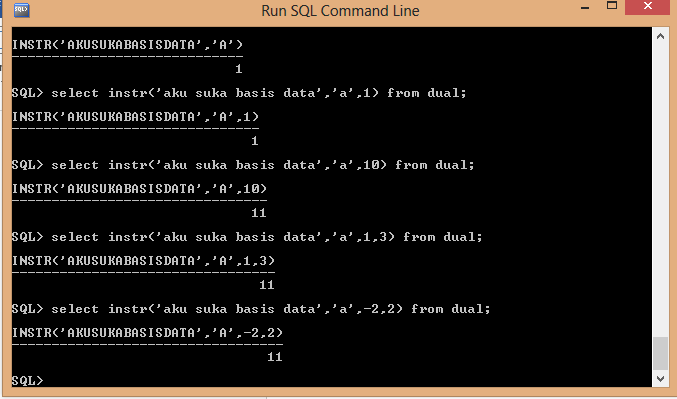 Run SQL Command Line
INSTR('AKUSUKABASISDATA','A')
-----------------------------
1
SQL> select instr('aku suka basis data','a',1) from dual;
INSTR('AKUSUKABASISDATA','A',1)
-------------------------------
1
SQL> select instr('aku suka basis data','a',10) from dual;
INSTR('AKUSUKABASISDATA','A',10)
--------------------------------
11
SQL> select instr('aku suka basis data','a',1,3) from dual;
INSTR('AKUSUKABASISDATA','A',1,3)
---------------------------------
11
SQL> select instr('aku suka basis data','a',-2,2) from dual;
INSTR('AKUSUKABASISDATA','A',-2,2)
----------------------------------
11
SQL>